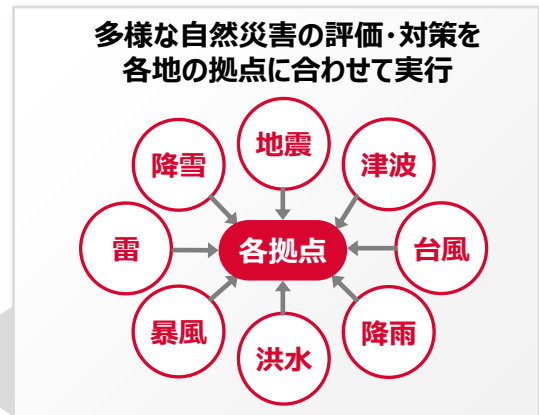 多様な自然災害の評価・対策を
各地の拠点に合わせて実行
地震
降雪
津波
雷
各拠点
台風
暴風
降雨
洪水